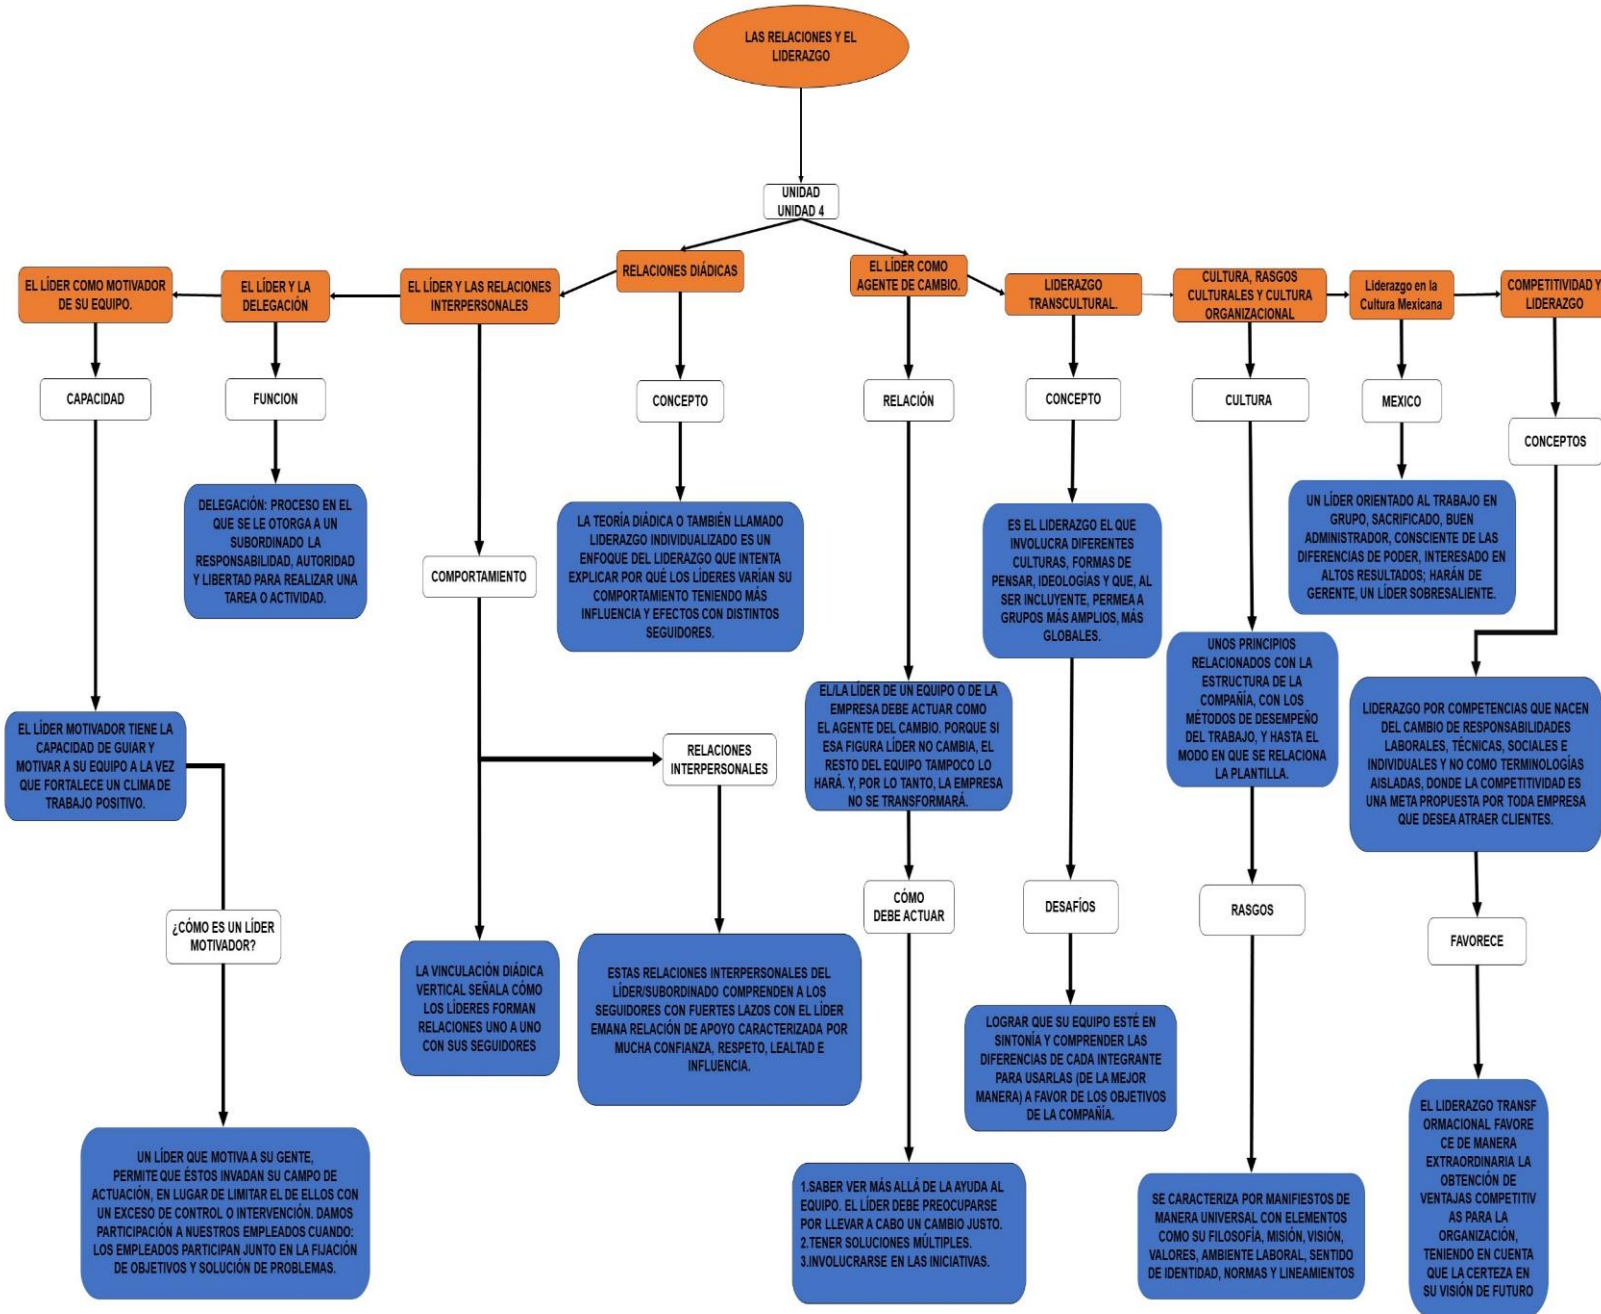 LAS RELACIONES Y EL
LIDERAZGO
UNIDAD
UNIDAD 4
EL LÍDER COMO MOTIVADOR
DE SU EQUIPO.
EL LÍDER Y LA
DELEGACIÓN
EL LÍDER Y LAS RELACIONES
INTERPERSONALES
RELACIONES DIÁDICAS
EL LÍDER COMO
AGENTE DE CAMBIO.
LIDERAZGO
TRANSCULTURAL.
CULTURA, RASGOS
CULTURALES Y CULTURA
ORGANIZACIONAL
Liderazgo en la
Cultura Mexicana
COMPETITIVIDAD Y
LIDERAZGO
CAPACIDAD
FUNCION
CONCEPTO
RELACIÓN
CONCEPTO
CULTURA
MEXICO
CONCEPTOS
DELEGACIÓN: PROCESO EN EL
QUE SE LE OTORGA A UN
SUBORDINADO LA
RESPONSABILIDAD, AUTORIDAD
Y LIBERTAD PARA REALIZAR UNA
TAREA O ACTIVIDAD.
COMPORTAMIENTO
LA TEORÍA DIÁDICA O TAMBIÉN LLAMADO
LIDERAZGO INDIVIDUALIZADO ES UN
ENFOQUE DEL LIDERAZGO QUE INTENTA
EXPLICAR POR QUÉ LOS LÍDERES VARÍAN SU
COMPORTAMIENTO TENIENDO MÁS
INFLUENCIA Y EFECTOS CON DISTINTOS
SEGUIDORES.
ES EL LIDERAZGO EL QUE
INVOLUCRA DIFERENTES
CULTURAS, FORMAS DE
PENSAR, IDEOLOGÍAS Y QUE, AL
SER INCLUYENTE, PERMEA A
GRUPOS MÁS AMPLIOS, MÁS
GLOBALES.
UN LÍDER ORIENTADO AL TRABAJO EN
GRUPO, SACRIFICADO, BUEN
ADMINISTRADOR, CONSCIENTE DE LAS
DIFERENCIAS DE PODER, INTERESADO EN
ALTOS RESULTADOS; HARÁN DE
GERENTE, UN LÍDER SOBRESALIENTE.
UNOS PRINCIPIOS
RELACIONADOS CON LA
ESTRUCTURA DE LA
COMPAÑÍA, CON LOS
MÉTODOS DE DESEMPEÑO
DEL TRABAJO, Y HASTA EL
MODO EN QUE SE RELACIONA
LA PLANTILLA.
EL LÍDER MOTIVADOR TIENE LA
CAPACIDAD DE GUIAR Y
MOTIVAR A SU EQUIPO A LA VEZ
QUE FORTALECE UN CLIMA DE
TRABAJO POSITIVO.
RELACIONES
INTERPERSONALES
EL/LA LÍDER DE UN EQUIPO O DE LA
EMPRESA DEBE ACTUAR COMO
EL AGENTE DEL CAMBIO. PORQUE SI
ESA FIGURA LÍDER NO CAMBIA, EL
RESTO DEL EQUIPO TAMPOCO LO
HARÁ. Y, POR LO TANTO, LA EMPRESA
NO SE TRANSFORMARÁ.
LIDERAZGO POR COMPETENCIAS QUE NACEN
DEL CAMBIO DE RESPONSABILIDADES
LABORALES, TÉCNICAS, SOCIALES E
INDIVIDUALES Y NO COMO TERMINOLOGÍAS
AISLADAS, DONDE LA COMPETITIVIDAD ES
UNA META PROPUESTA POR TODA EMPRESA
QUE DESEA ATRAER CLIENTES.
¿CÓMO ES UN LÍDER
MOTIVADOR?
CÓMO
DEBE ACTUAR
DESAFÍOS
RASGOS
FAVORECE
LA VINCULACIÓN DIÁDICA
VERTICAL SEÑALA CÓMO
LOS LÍDERES FORMAN
RELACIONES UNO A UNO
CON SUS SEGUIDORES
ESTAS RELACIONES INTERPERSONALES DEL
LÍDER/SUBORDINADO COMPRENDEN A LOS
SEGUIDORES CON FUERTES LAZOS CON EL LÍDER
EMANA RELACIÓN DE APOYO CARACTERIZADA POR
MUCHA CONFIANZA, RESPETO, LEALTAD E
INFLUENCIA.
LOGRAR QUE SU EQUIPO ESTÉ EN
SINTONÍA Y COMPRENDER LAS
DIFERENCIAS DE CADA INTEGRANTE
PARA USARLAS (DE LA MEJOR
MANERA) A FAVOR DE LOS OBJETIVOS
DE LA COMPAÑÍA.
UN LÍDER QUE MOTIVA A SU GENTE,
PERMITE QUE ÉSTOS INVADAN SU CAMPO DE
ACTUACIÓN, EN LUGAR DE LIMITAR EL DE ELLOS CON
UN EXCESO DE CONTROL O INTERVENCIÓN. DAMOS
PARTICIPACIÓN A NUESTROS EMPLEADOS CUANDO:
LOS EMPLEADOS PARTICIPAN JUNTO EN LA FIJACIÓN
DE OBJETIVOS Y SOLUCIÓN DE PROBLEMAS.
1.SABER VER MÁS ALLÁ DE LA AYUDA AL
EQUIPO. EL LÍDER DEBE PREOCUPARSE
POR LLEVAR A CABO UN CAMBIO JUSTO.
2.TENER SOLUCIONES MÚLTIPLES.
3.INVOLUCRARSE EN LAS INICIATIVAS.
SE CARACTERIZA POR MANIFIESTOS DE
MANERA UNIVERSAL CON ELEMENTOS
COMO SU FILOSOFÍA, MISIÓN, VISIÓN,
VALORES, AMBIENTE LABORAL, SENTIDO
DE IDENTIDAD, NORMAS Y LINEAMIENTOS
EL LIDERAZGO TRANSF
ORMACIONAL FAVORE
CE DE MANERA
EXTRAORDINARIA LA
OBTENCIÓN DE
VENTAJAS COMPETITIV
AS PARA LA
ORGANIZACIÓN,
TENIENDO EN CUENTA
QUE LA CERTEZA EN
SU VISIÓN DE FUTURO